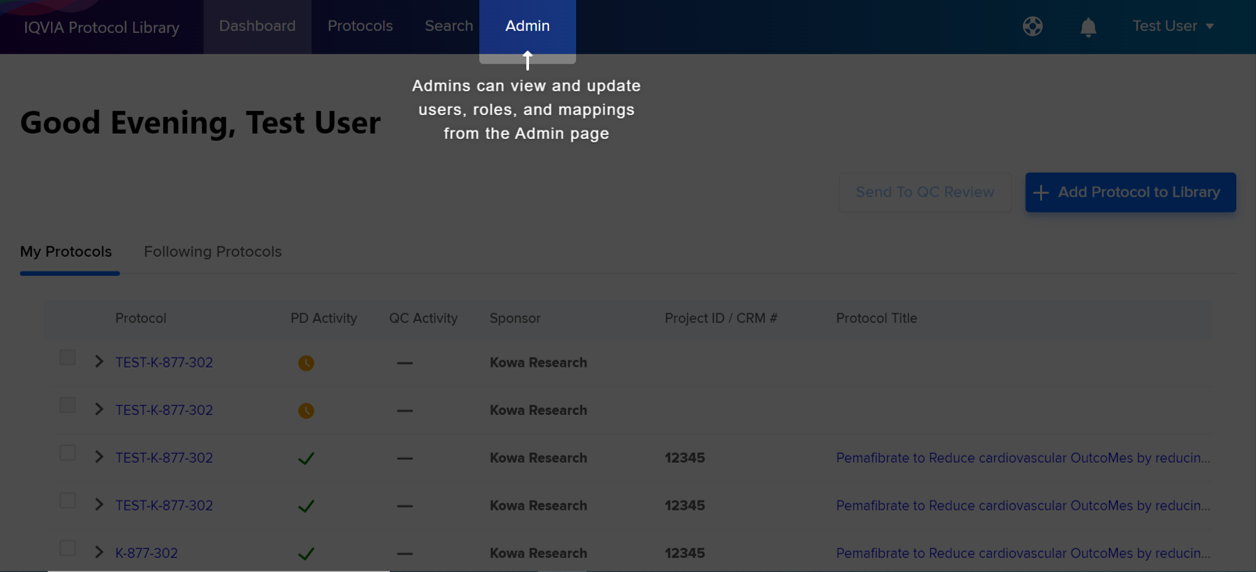 IQVIA Protocol Library Dashboard Protocols Search Admin Test User
Admins can view and update
users, roles, and mappings
from the Admin page
Good Evening, Test User
Send To QC Review Add Protocol to Library
My Protocols Following Protocols
Protocol PD Activity QC Activity Sponsor Project ID / CRM # Protocol Title
TEST-K-877-302 — Kowa Research
TEST-K-877-302 — Kowa Research
TEST-K-877-302 — Kowa Research 12345 Pemafibrate to Reduce cardiovascular OutcoMes by reducin...
TEST-K-877-302 — Kowa Research 12345 Pemafibrate to Reduce cardiovascular OutcoMes by reducin...
K-877-302 — Kowa Research 12345 Pemafibrate to Reduce cardiovascular OutcoMes by reducin...